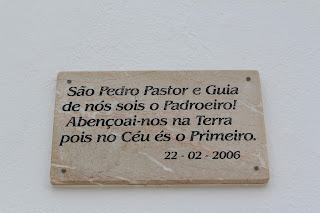 São Pedro Pastor e Guia
de nós sois o Padroeiro!
Abençoai-nos na Terra
pois no Céu és o Primeiro.
22 - 02 - 2006